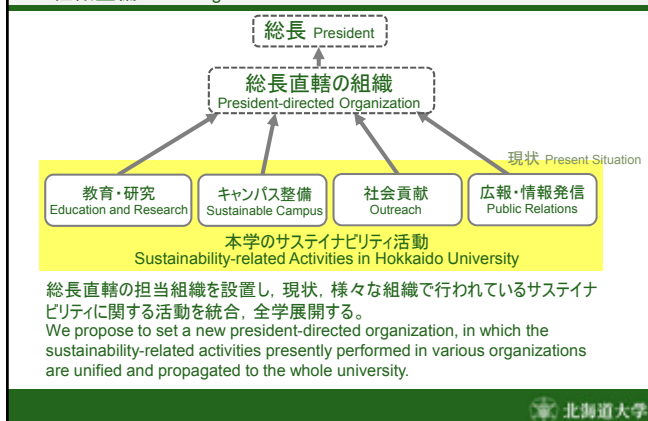 総長 President
総長直轄の組織
President-directed Organization
現状 Present Situation
教育・研究
Education and Research
キャンパス整備
Sustainable Campus
社会貢献
Outreach
広報・情報発信
Public Relations
本学のサステイナビリティ活動
Sustainability-related Activities in Hokkaido University
総長直轄の担当組織を設置し，現状，様々な組織で行われているサステイナ
ビリティに関する活動を統合，全学展開する。
We propose to set a new president-directed organization, in which the
sustainability-related activities presently performed in various organizations
are unified and propagated to the whole university.
北海道大学